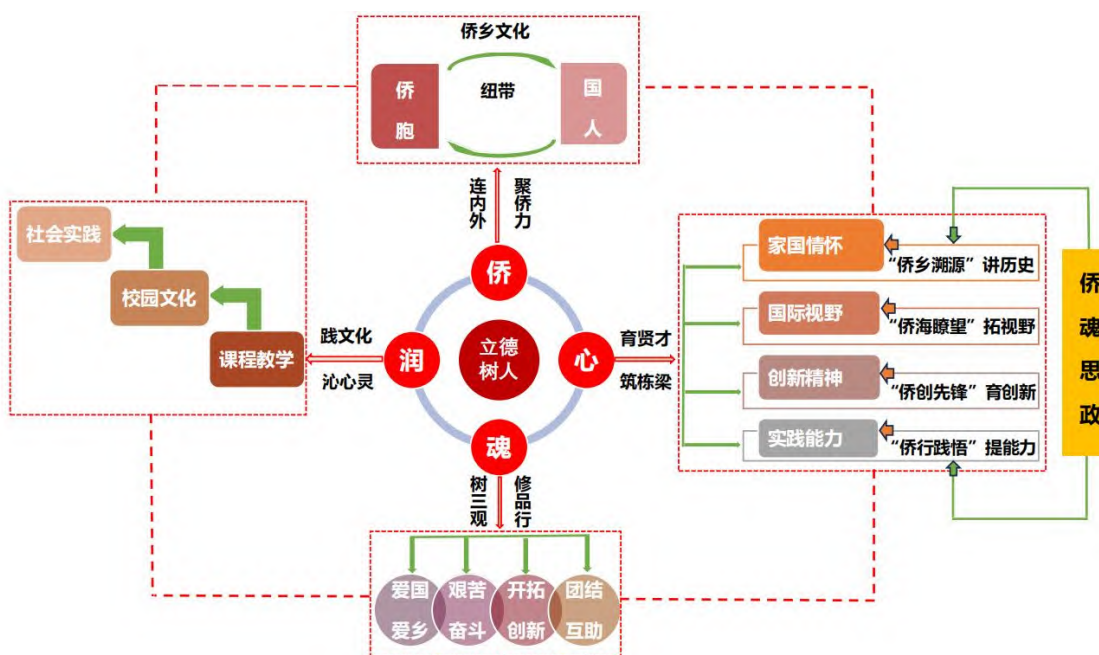 侨乡文化
侨胞
纽带
国人
连内外
聚侨力
社会实践
校园文化
课程教学
践文化
沁心灵
侨
润
立德
树人
心
魂
育贤才
筑栋梁
家国情怀
“侨乡溯源”讲历史
国际视野
“侨海瞭望”拓视野
创新精神
“侨创先锋”育创新
实践能力
“侨行践悟”提能力
侨魂思政
树三观
修品行
爱国
爱乡
艰苦
奋斗
开拓
创新
团结
互助